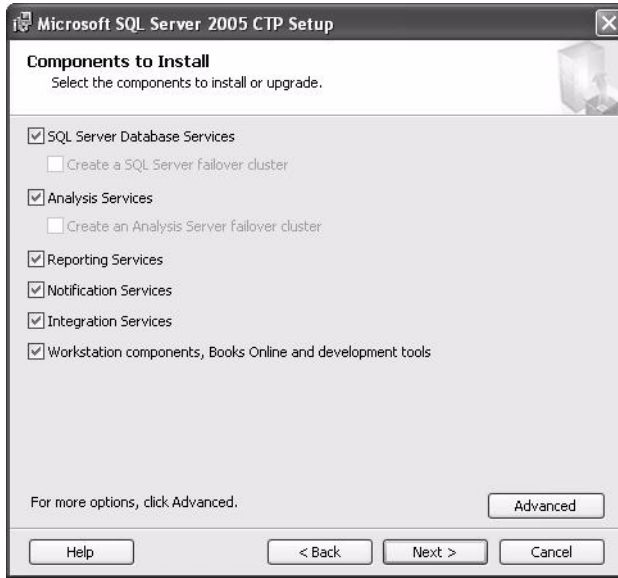 Microsoft SQL Server 2005 CTP Setup
Components to Install
Select the components to install or upgrade.
SQL Server Database Services
Create a SQL Server failover cluster
Analysis Services
Create an Analysis Server failover cluster
Reporting Services
Notification Services
Integration Services
Workstation components, Books Online and development tools
For more options, click Advanced.
Advanced
Help
< Back
Next >
Cancel